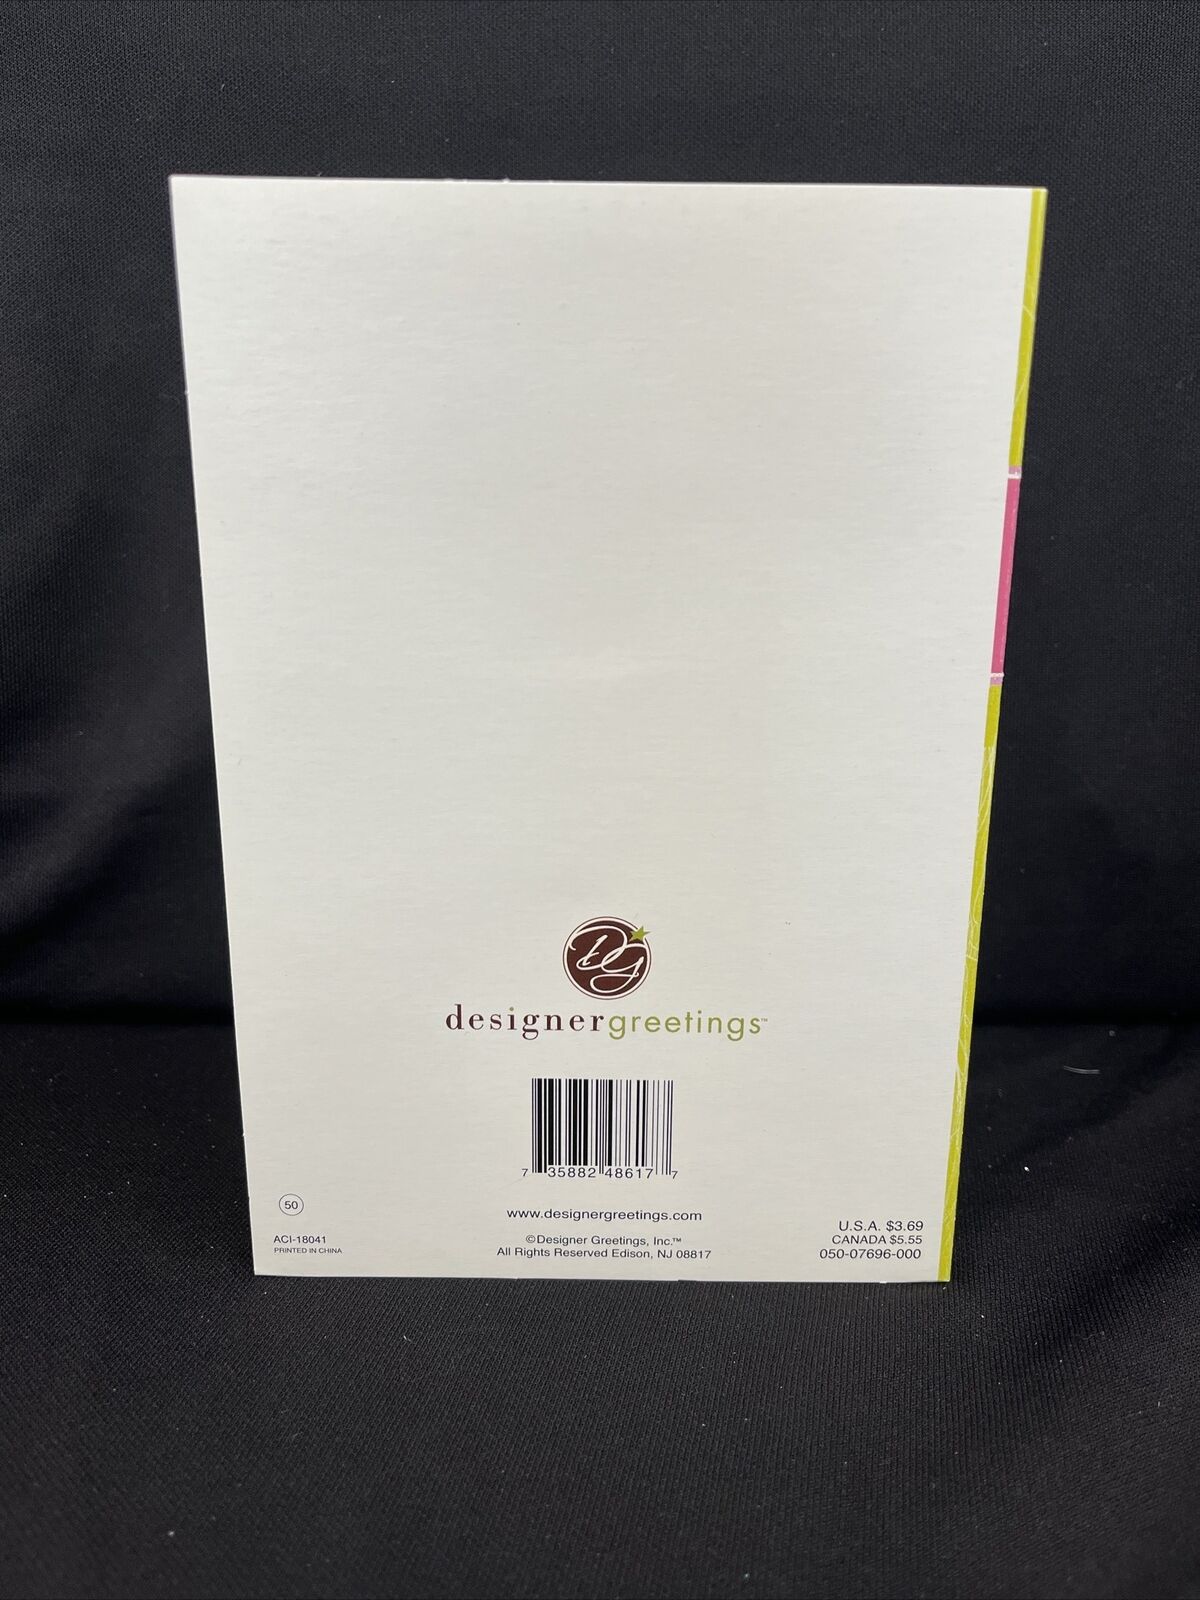 DG
designergreetings™
7 35882 48617 7
50
ACI-18041
PRINTED IN CHINA
www.designergreetings.com
©Designer Greetings, Inc.™
All Rights Reserved Edison, NJ 08817
U.S.A. $3.69
CANADA $5.55
050-07696-000